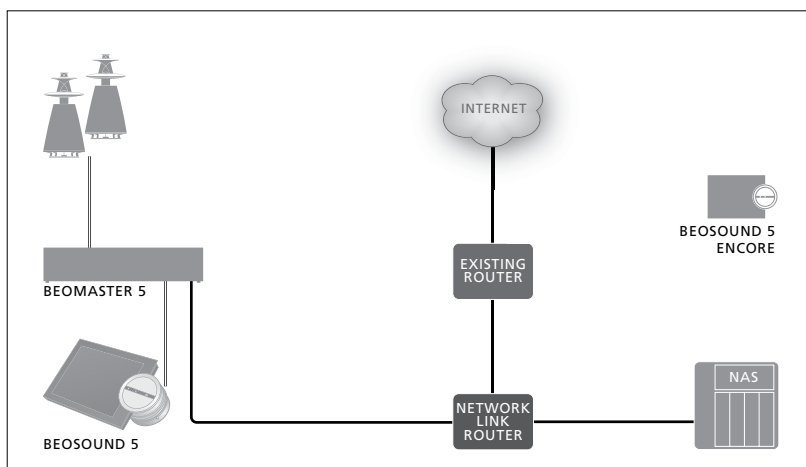 INTERNET
BEOSOUND 5
ENCORE
EXISTING
ROUTER
BEOMASTER 5
NAS
NETWORK
LINK
ROUTER
BEOSOUND 5